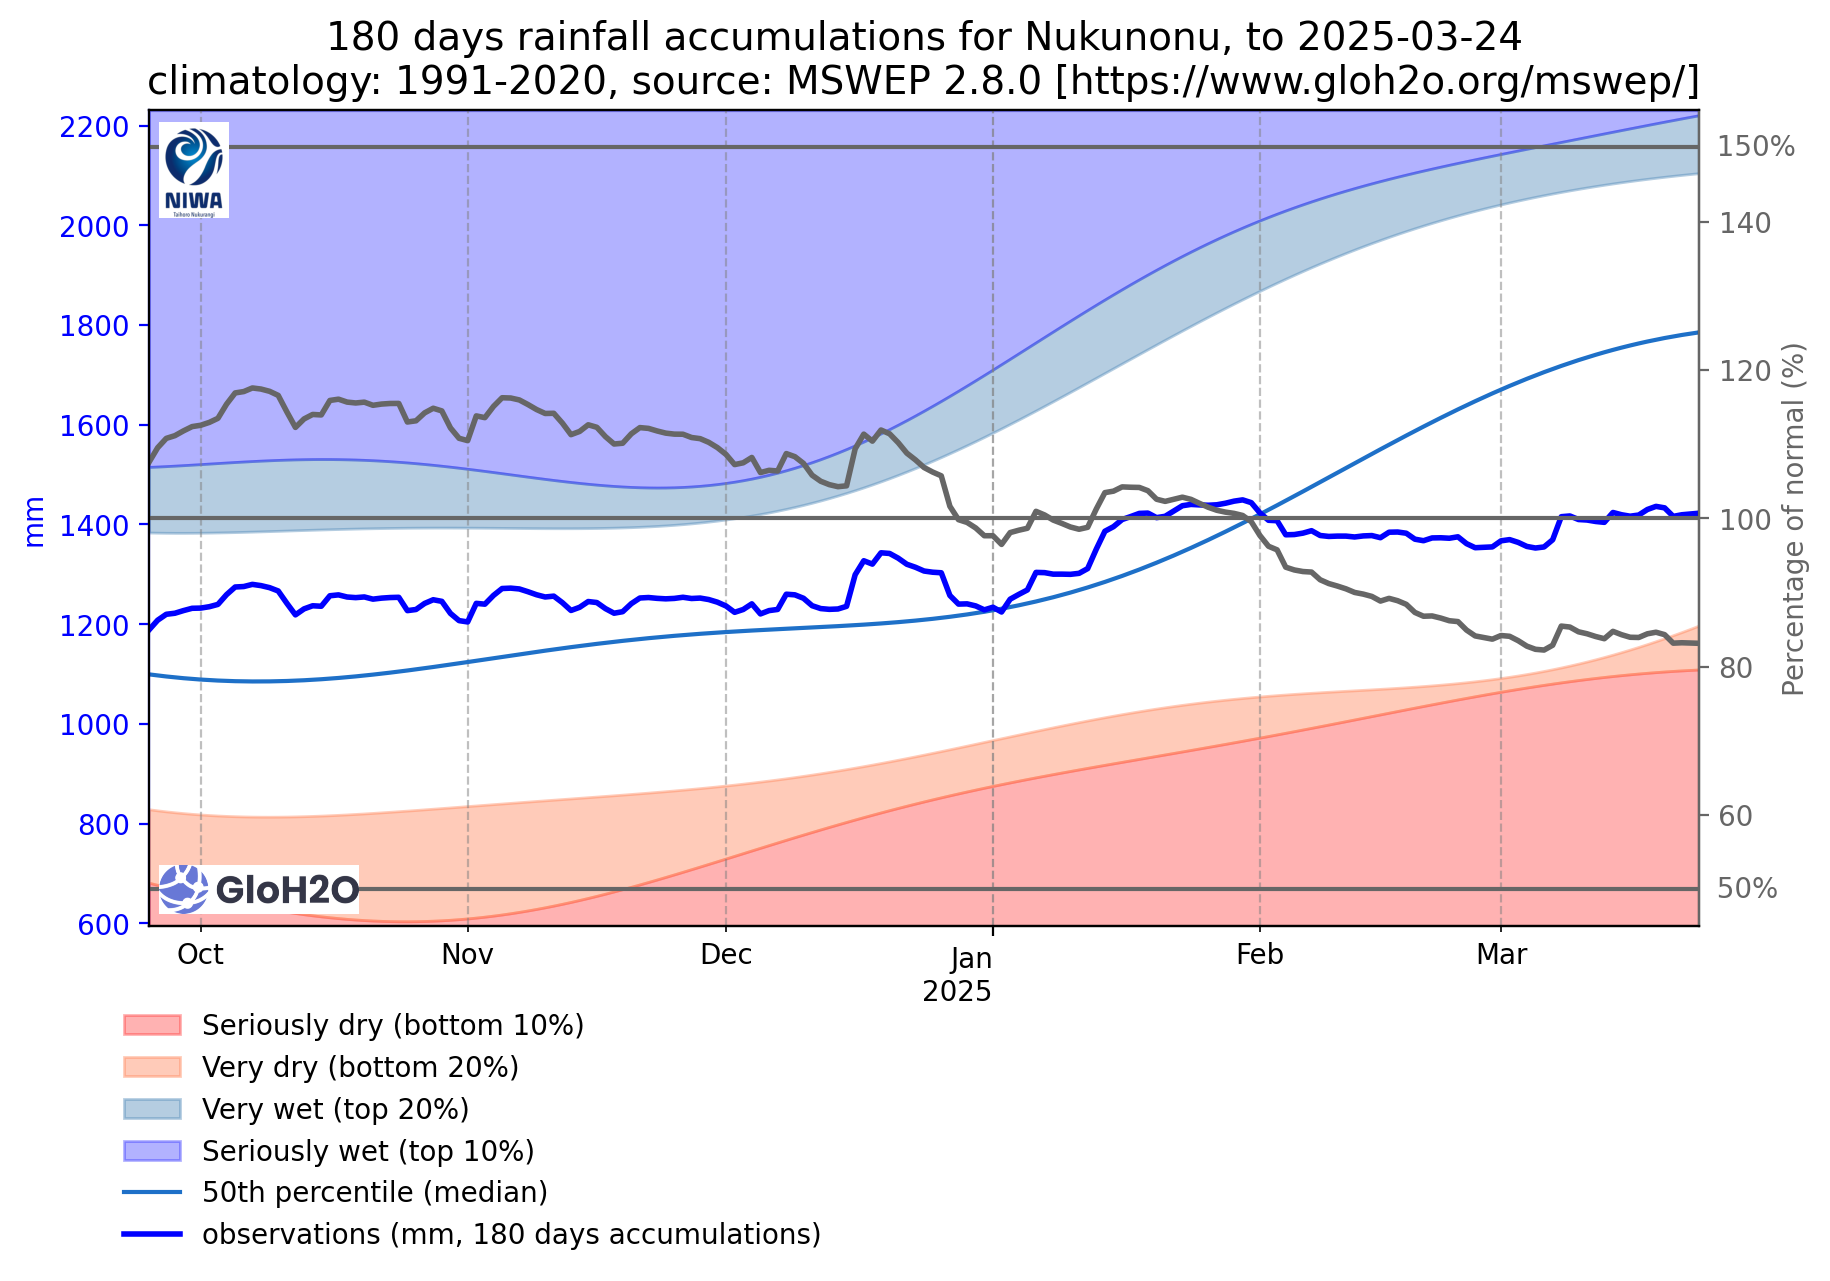 180 days rainfall accumulations for Nukunonu, to 2025-03-24
climatology: 1991-2020, source: MSWEP 2.8.0 [https://www.gloh2o.org/mswep/]
2200
2000
1800
1600
1400
1200
1000
800
600
mm
NIWA
Taihoro Nukurangi
GloH2O
150%
140
120
100
80
60
50%
Percentage of normal (%)
Oct
Nov
Dec
Jan
2025
Feb
Mar
Seriously dry (bottom 10%)
Very dry (bottom 20%)
Very wet (top 20%)
Seriously wet (top 10%)
50th percentile (median)
observations (mm, 180 days accumulations)